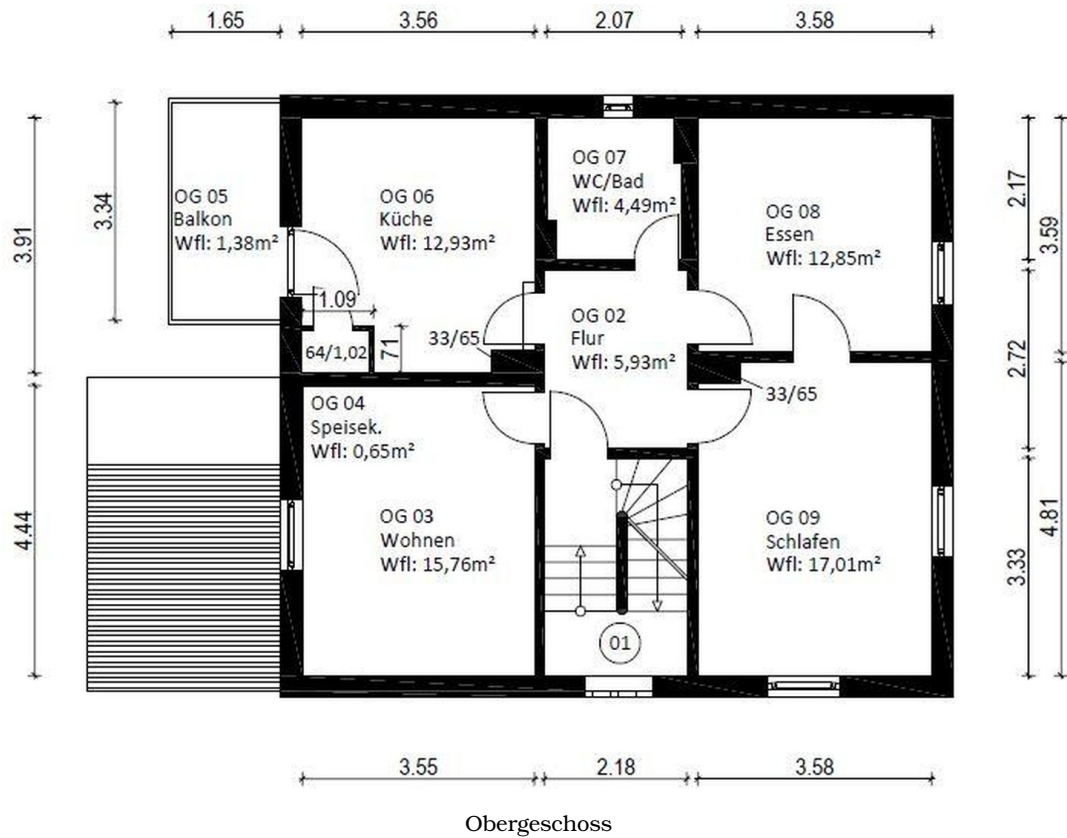 1.65
3.56
2.07
3.58
3.91
3.34
OG 05
Balkon
Wfl: 1,38m²
OG 06
Küche
Wfl: 12,93m²
OG 07
WC/Bad
Wfl: 4,49m²
OG 08
Essen
Wfl: 12,85m²
2.17
3.59
1.09
64/1,02
71
33/65
OG 02
Flur
Wfl: 5,93m²
2.72
33/65
OG 04
Speisek.
Wfl: 0,65m²
4.44
OG 03
Wohnen
Wfl: 15,76m²
OG 09
Schlafen
Wfl: 17,01m²
3.33
4.81
01
3.55
2.18
3.58
Obergeschoss